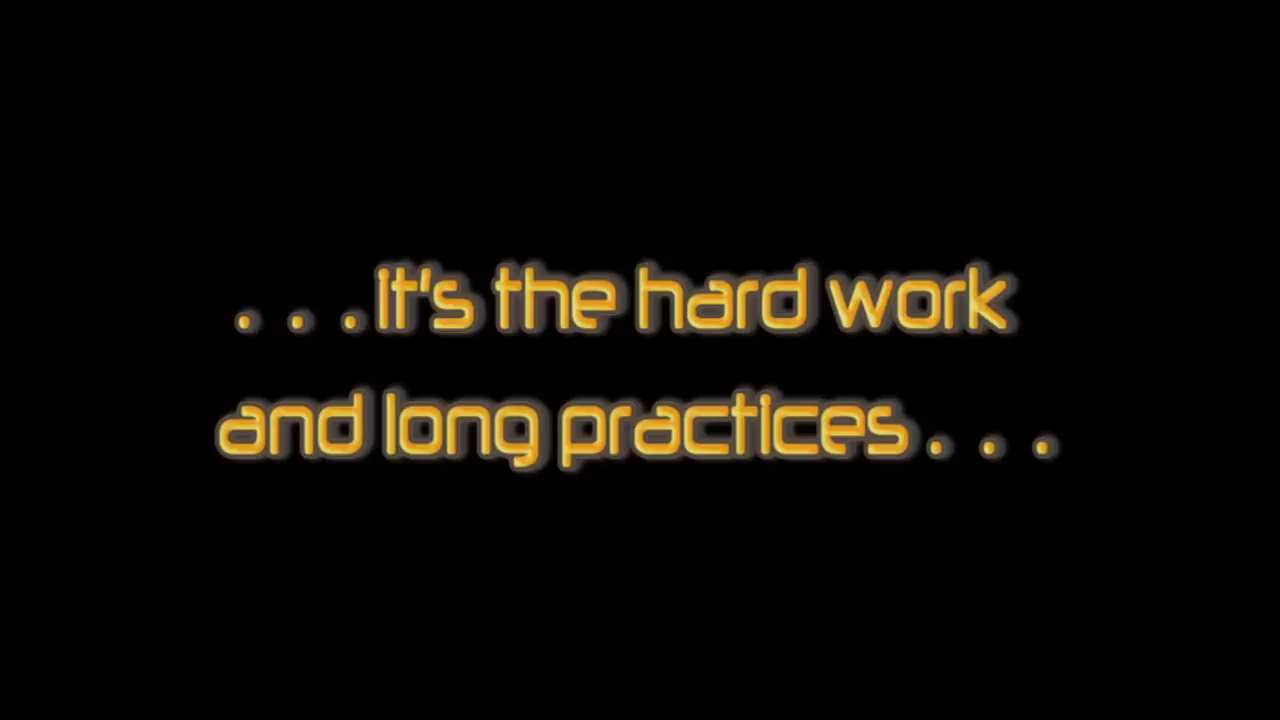 . . . it's the hard work
and long practices . . .